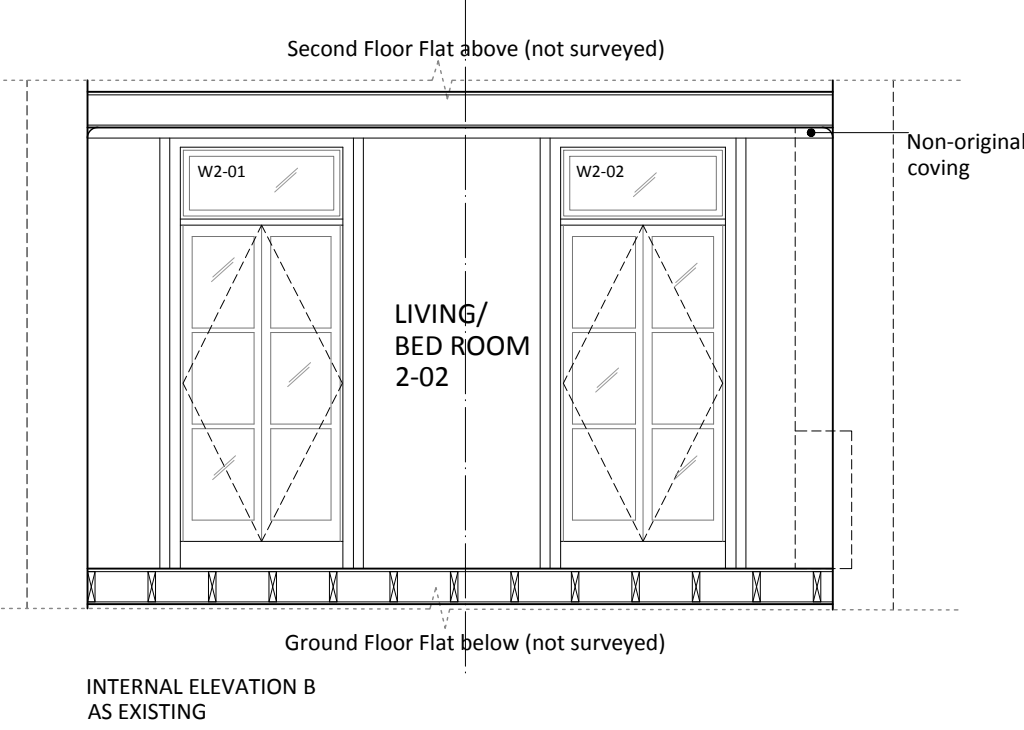 Second Floor Flat above (not surveyed)
Non-original
coving
W2-01
W2-02
LIVING/
BED ROOM
2-02
Ground Floor Flat below (not surveyed)
INTERNAL ELEVATION B
AS EXISTING